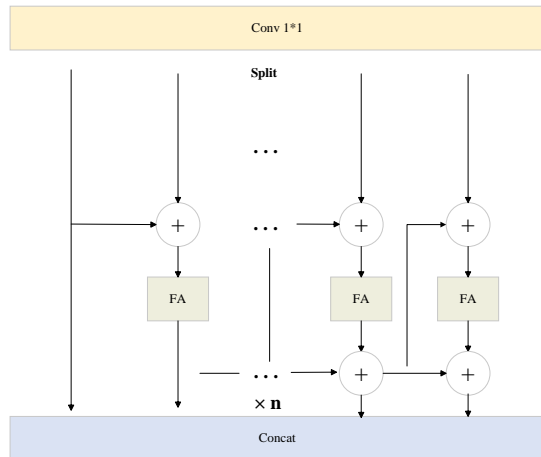 Conv 1*1
Split
...
+ ... + +
FA FA FA
... + +
× n
Concat